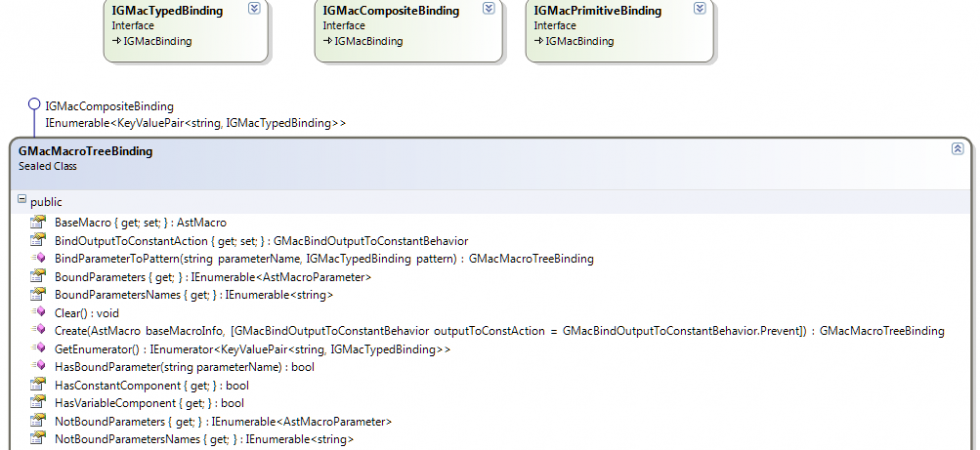 IGMacTypedBinding
Interface
→ IGMacBinding
IGMacCompositeBinding
Interface
→ IGMacBinding
IGMacPrimitiveBinding
Interface
→ IGMacBinding
IGMacCompositeBinding
IEnumerable<KeyValuePair<string, IGMacTypedBinding>>
GMacMacroTreeBinding
Sealed Class
public
BaseMacro { get; set; } : AstMacro
BindOutputToConstantAction { get; set; } : GMacBindOutputToConstantBehavior
BindParameterToPattern(string parameterName, IGMacTypedBinding pattern) : GMacMacroTreeBinding
BoundParameters { get; } : IEnumerable<AstMacroParameter>
BoundParametersNames { get; } : IEnumerable<string>
Clear() : void
Create(AstMacro baseMacroInfo, [GMacBindOutputToConstantBehavior outputToConstAction = GMacBindOutputToConstantBehavior.Prevent]) : GMacMacroTreeBinding
GetEnumerator() : IEnumerator<KeyValuePair<string, IGMacTypedBinding>>
HasBoundParameter(string parameterName) : bool
HasConstantComponent { get; } : bool
HasVariableComponent { get; } : bool
NotBoundParameters { get; } : IEnumerable<AstMacroParameter>
NotBoundParametersNames { get; } : IEnumerable<string>